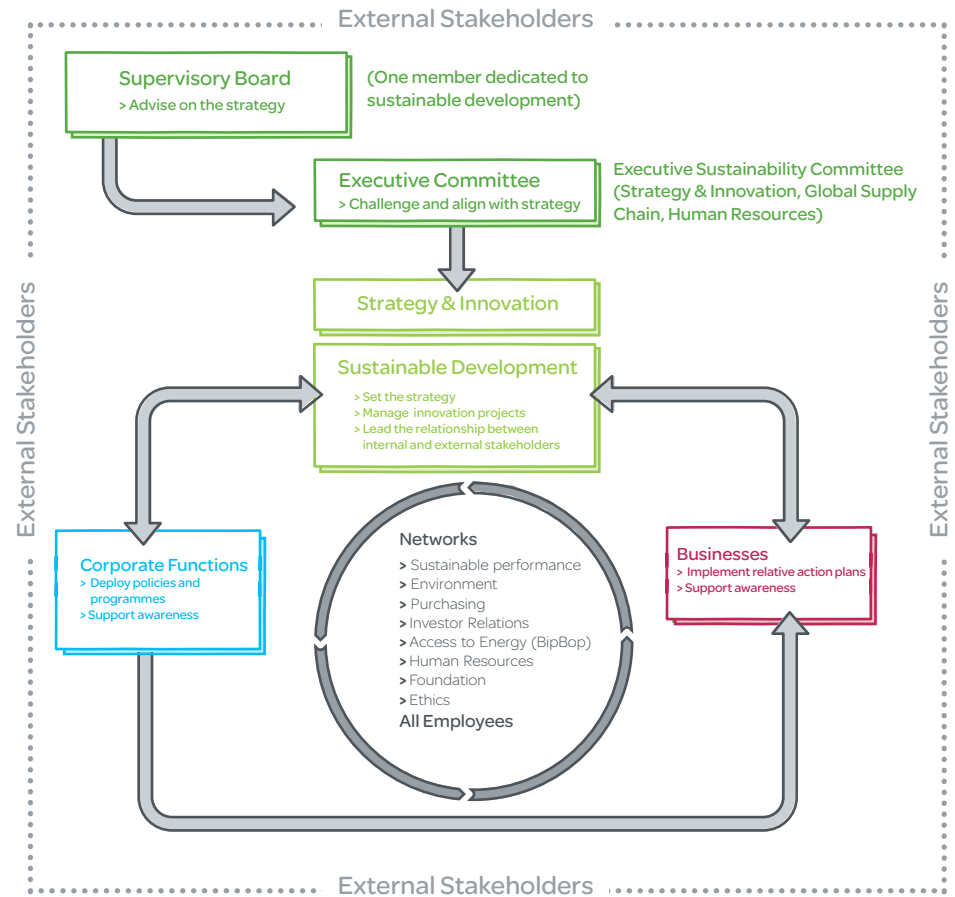 External Stakeholders
Supervisory Board
> Advise on the strategy
(One member dedicated to
sustainable development)
Executive Committee
> Challenge and align with strategy
Executive Sustainability Committee
(Strategy & Innovation, Global Supply
Chain, Human Resources)
Strategy & Innovation
Sustainable Development
> Set the strategy
> Manage innovation projects
> Lead the relationship between
internal and external stakeholders
External Stakeholders
External Stakeholders
Corporate Functions
> Deploy policies and
programmes
> Support awareness
Networks
> Sustainable performance
> Environment
> Purchasing
> Investor Relations
> Access to Energy (BipBop)
> Human Resources
> Foundation
> Ethics
All Employees
Businesses
> Implement relative action plans
> Support awareness
External Stakeholders